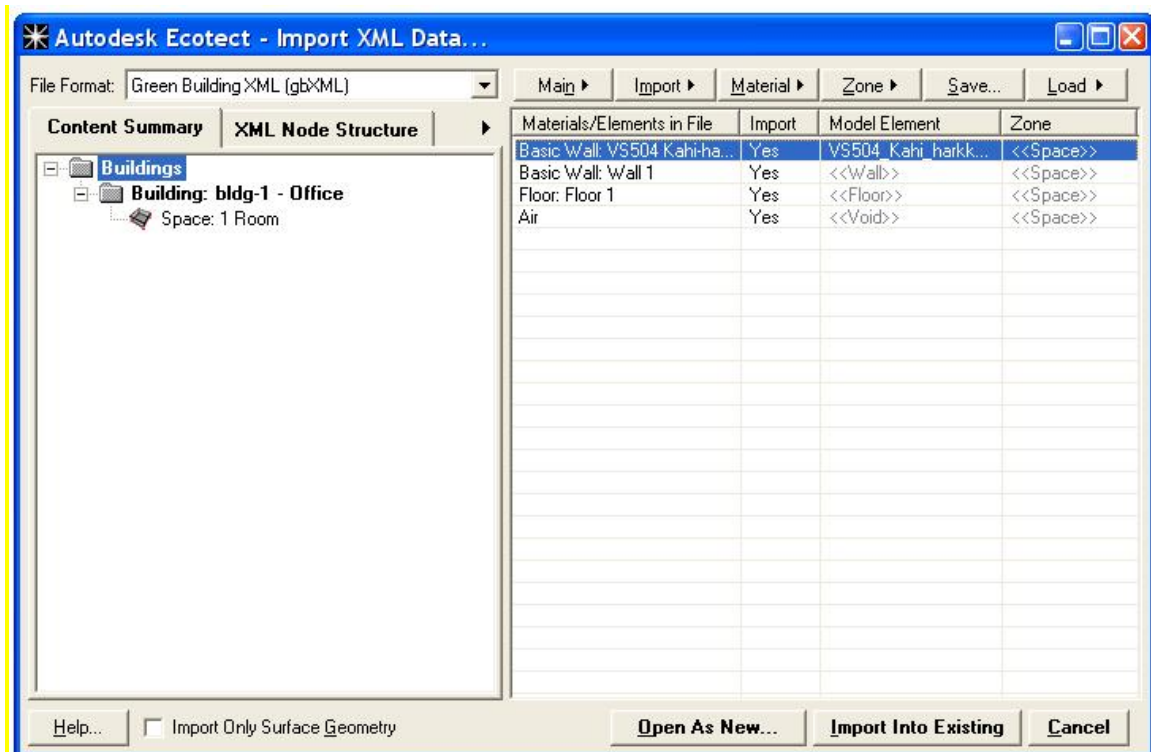 Autodesk Ecotect - Import XML Data...
File Format: Green Building XML (gbXML)
Main Import Material Zone Save... Load
Content Summary XML Node Structure
Buildings
Building: bldg-1 - Office
Space: 1 Room
Materials/Elements in File Import Model Element Zone
Basic Wall: VS504 Kahi-ha... Yes VS504_Kahi_harkk... <<Space>>
Basic Wall: Wall 1 Yes <<Wall>> <<Space>>
Floor: Floor 1 Yes <<Floor>> <<Space>>
Air Yes <<Void>> <<Space>>
Help... Import Only Surface Geometry Open As New... Import Into Existing Cancel